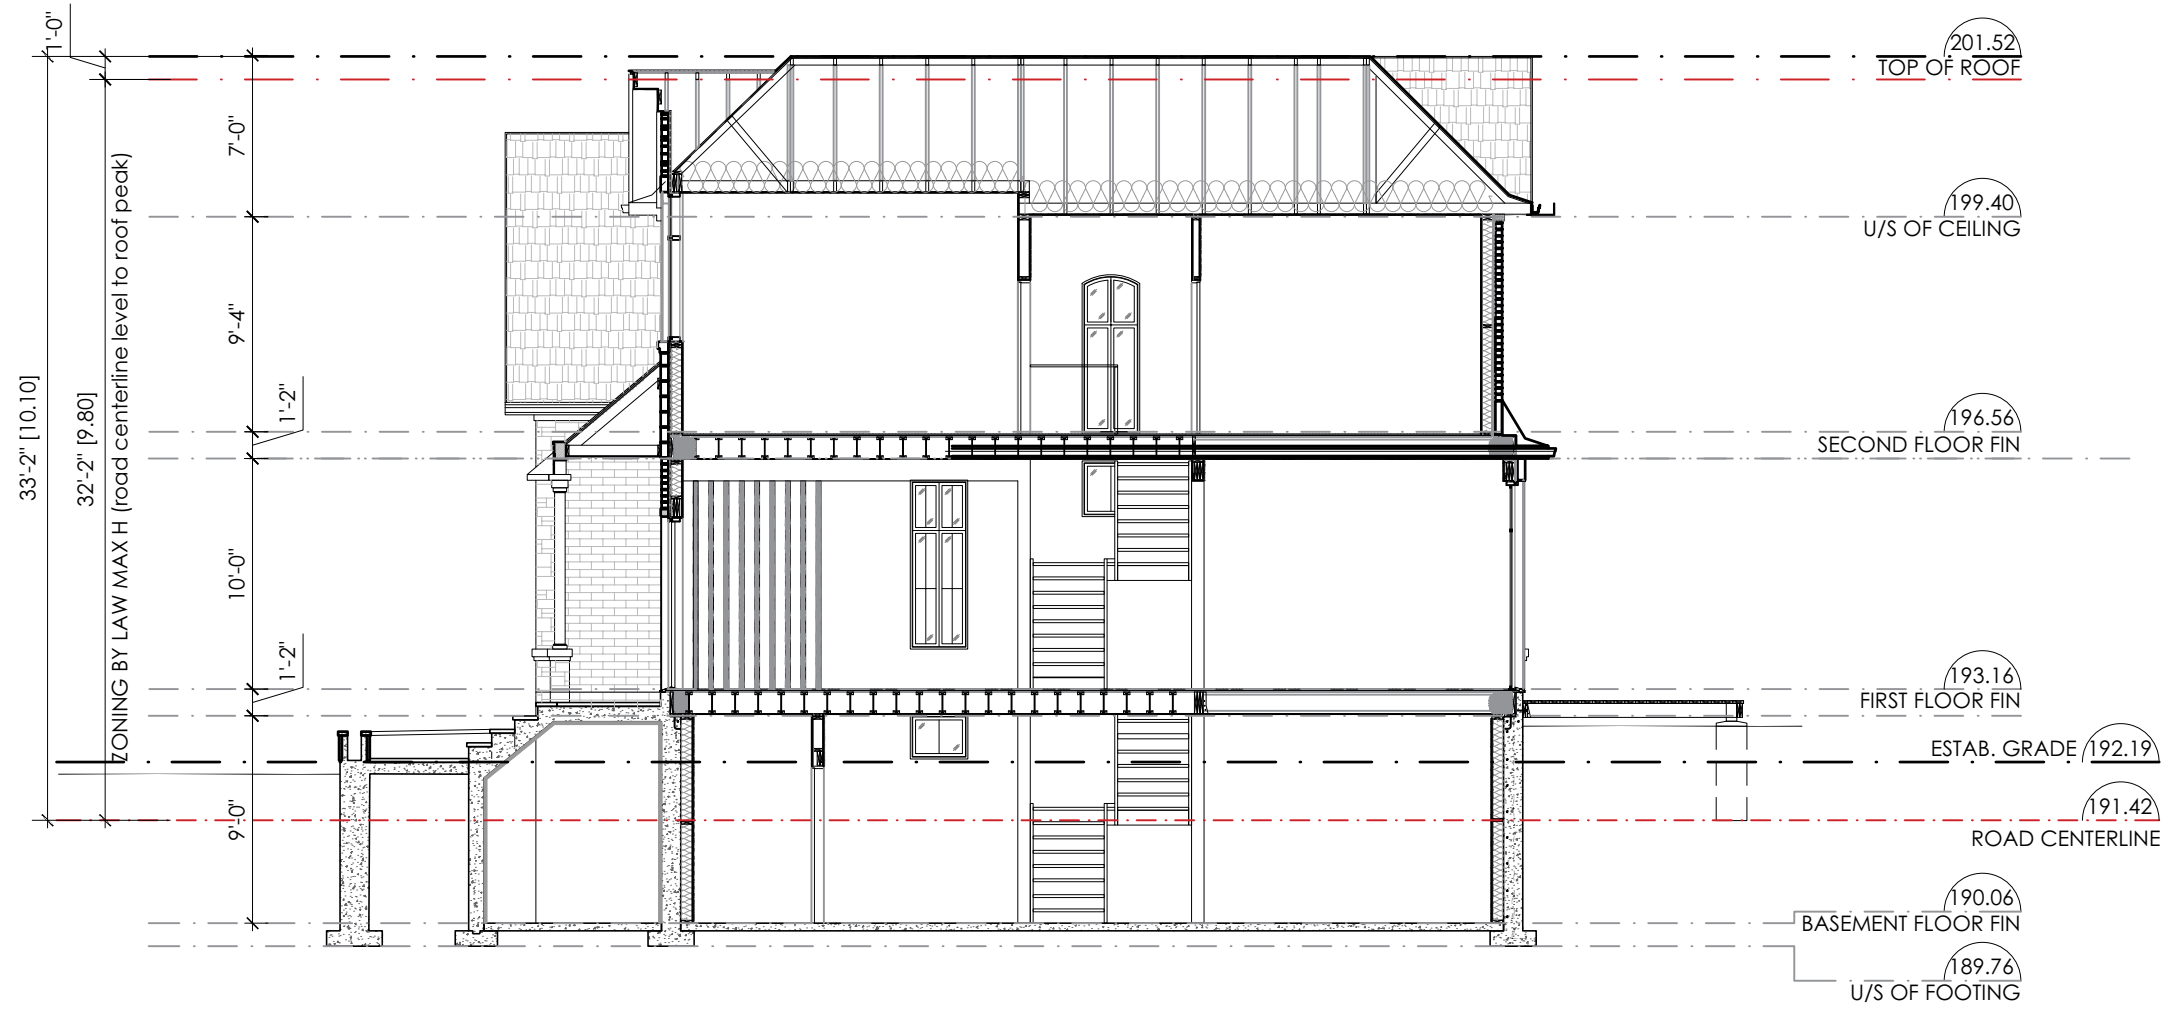 1'-0"
33'-2" [10.10]
32'-2" [9.80]
ZONING BY LAW MAX H (road centerline level to roof peak)
7'-0"
9'-4"
1'-2"
10'-0"
1'-2"
9'-0"
201.52
TOP OF ROOF
199.40
U/S OF CEILING
196.56
SECOND FLOOR FIN
193.16
FIRST FLOOR FIN
ESTAB. GRADE 192.19
191.42
ROAD CENTERLINE
190.06
BASEMENT FLOOR FIN
189.76
U/S OF FOOTING